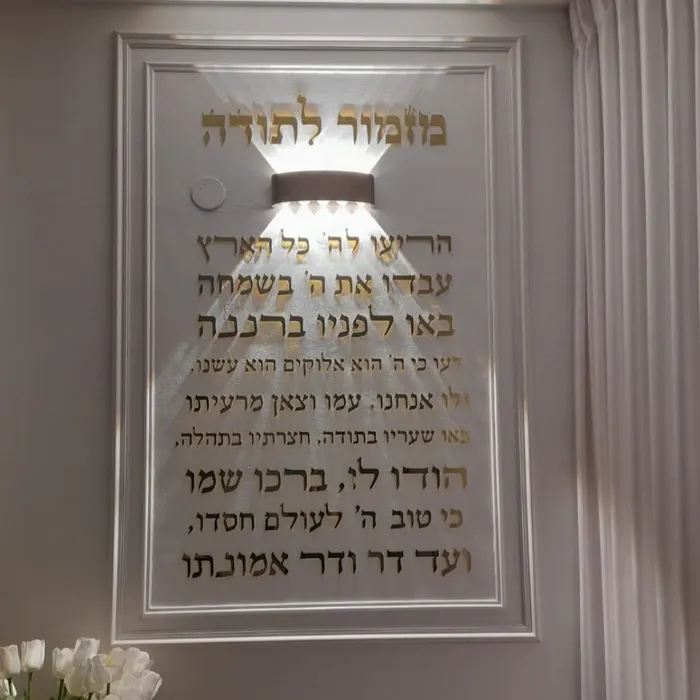 מזמור לתודה
הריעו לה' כל הארץ
עבדו את ה' בשמחה
באו לפניו ברננה
דעו כי ה' הוא אלוקים הוא עשנו,
ולו אנחנו. עמו וצאן מרעיתו
באו שעריו בתודה. חצרתיו בתהלה,
הודו לו, ברכו שמו
כי טוב ה' לעולם חסדו,
ועד דר ודר אמונתו